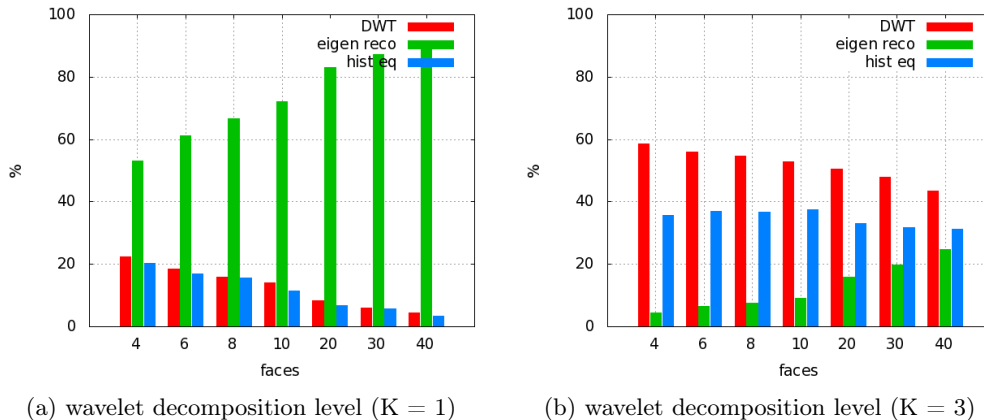 100
80
60
40
20
0
%
DWT
eigen reco
hist eq
4 6 8 10 20 30 40
faces
(a) wavelet decomposition level (K = 1)
100
80
60
40
20
0
%
DWT
eigen reco
hist eq
4 6 8 10 20 30 40
faces
(b) wavelet decomposition level (K = 3)